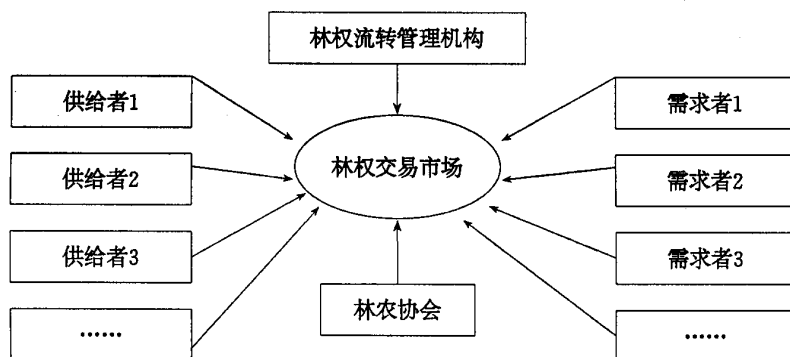 林权流转管理机构
供给者1
需求者1
林权交易市场
供给者2
需求者2
供给者3
需求者3
林农协会
······
······